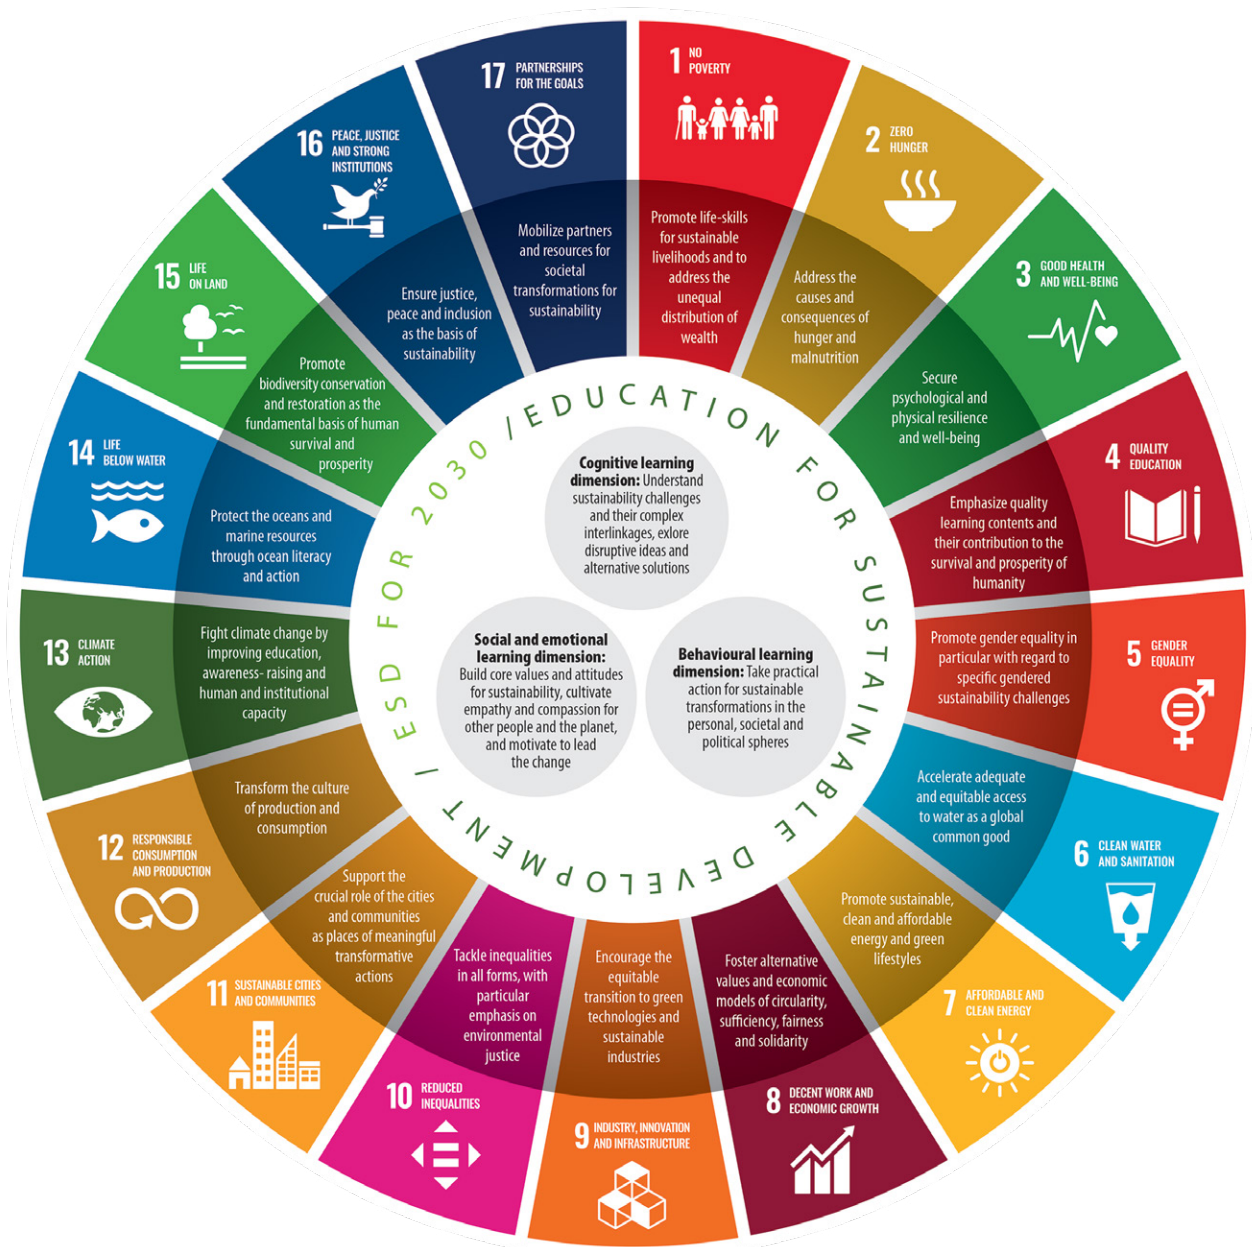 1 NO
POVERTY
Promote life-skills
for sustainable
livelihoods and to
address the
unequal
distribution of
wealth
2 ZERO
HUNGER
Address the
causes and
consequences of
hunger and
malnutrition
3 GOOD HEALTH
AND WELL-BEING
Secure
psychological and
physical resilience
and well-being
4 QUALITY
EDUCATION
Emphasize quality
learning contents and
their contribution to the
survival and prosperity of
humanity
5 GENDER
EQUALITY
Promote gender equality in
particular with regard to
specific gendered
sustainability challenges
6 CLEAN WATER
AND SANITATION
Accelerate adequate
and equitable access
to water as a global
common good
7 AFFORDABLE AND
CLEAN ENERGY
Promote sustainable,
clean and affordable
energy and green
lifestyles
8 DECENT WORK AND
ECONOMIC GROWTH
Foster alternative
values and economic
models of circularity,
sufficiency, fairness
and solidarity
9 INDUSTRY, INNOVATION
AND INFRASTRUCTURE
Encourage the
equitable
transition to green
technologies and
sustainable
industries
10 REDUCED
INEQUALITIES
Tackle inequalities
in all forms, with
particular
emphasis on
environmental
justice
11 SUSTAINABLE CITIES
AND COMMUNITIES
Support the
crucial role of the cities
and communities
as places of meaningful
transformative
actions
12 RESPONSIBLE
CONSUMPTION
AND PRODUCTION
Transform the culture
of production and
consumption
13 CLIMATE
ACTION
Fight climate change by
improving education,
awareness- raising and
human and institutional
capacity
14 LIFE
BELOW WATER
Protect the oceans and
marine resources
through ocean literacy
and action
15 LIFE
ON LAND
Promote
biodiversity conservation
and restoration as the
fundamental basis of human
survival and
prosperity
16 PEACE, JUSTICE
AND STRONG
INSTITUTIONS
Ensure justice,
peace and inclusion
as the basis of
sustainability
17 PARTNERSHIPS
FOR THE GOALS
Mobilize partners
and resources for
societal
transformations for
sustainability
/ ESD FOR 2030 / EDUCATION FOR SUSTAINABLE DEVELOPMENT
Cognitive learning
dimension: Understand
sustainability challenges
and their complex
interlinkages, exlore
disruptive ideas and
alternative solutions
Social and emotional
learning dimension:
Build core values and attitudes
for sustainability, cultivate
empathy and compassion for
other people and the planet,
and motivate to lead
the change
Behavioural learning
dimension: Take practical
action for sustainable
transformations in the
personal, societal and
political spheres